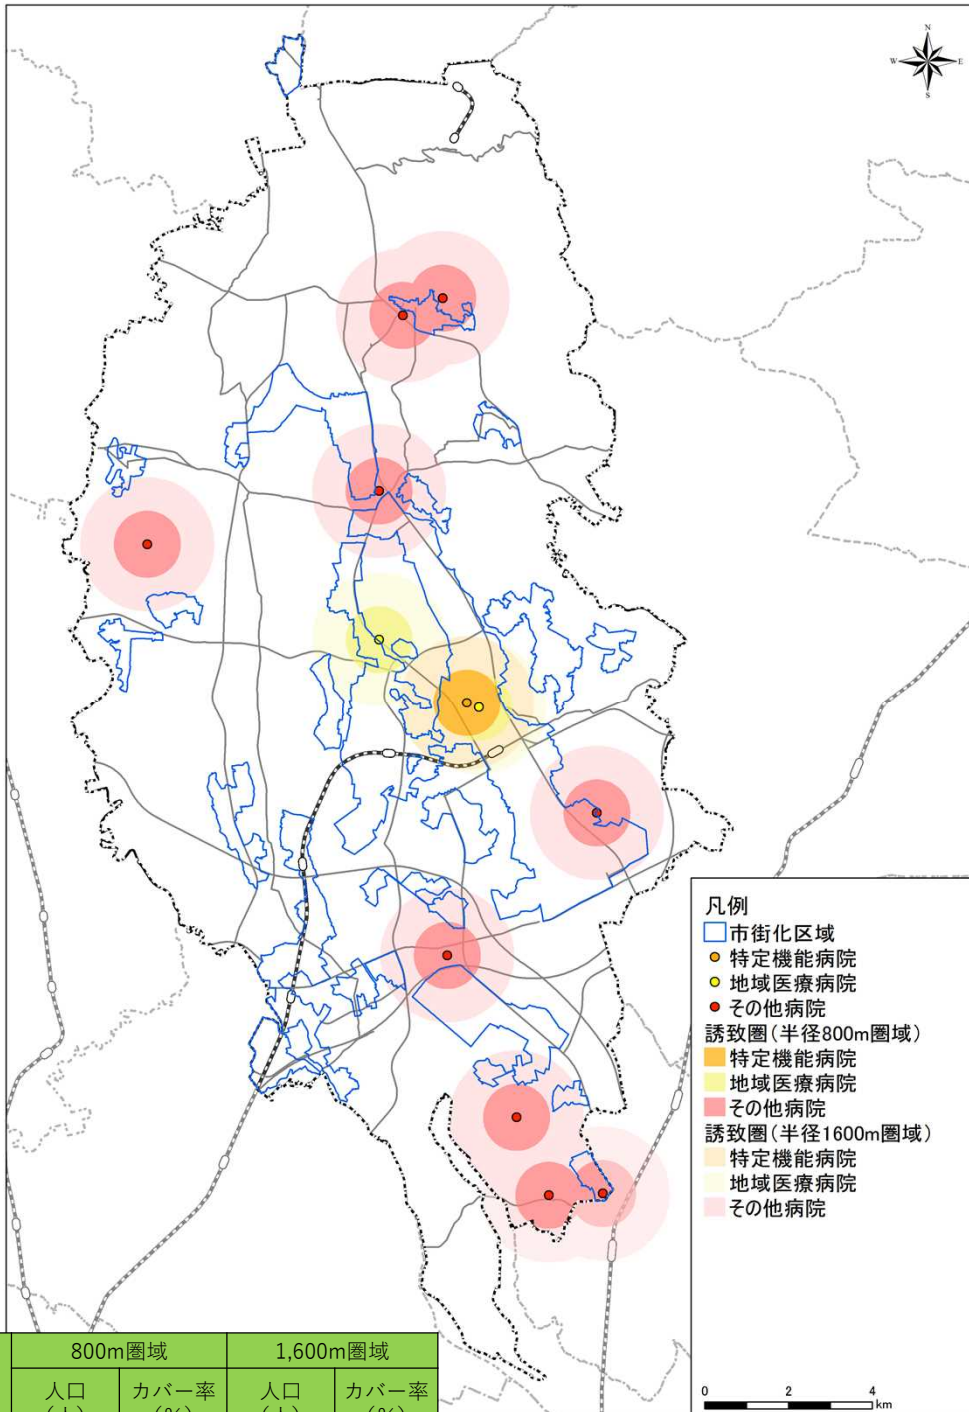 N
W E
S
凡例
市街化区域
特定機能病院
地域医療病院
その他病院
誘致圏(半径800m圏域)
特定機能病院
地域医療病院
その他病院
誘致圏(半径1600m圏域)
特定機能病院
地域医療病院
その他病院
0 2 4
km
800m圏域 1,600m圏域
人口 カバー率 人口 カバー率